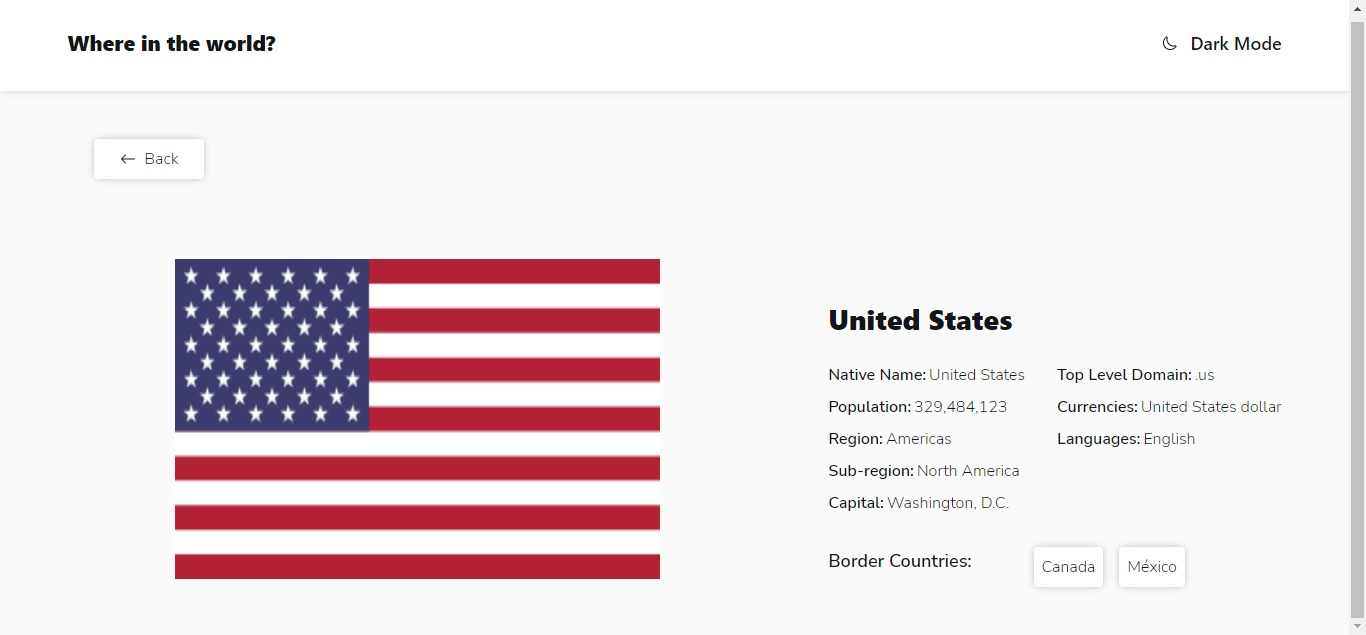 Where in the world?
Dark Mode
Back
United States
Native Name: United States
Population: 329,484,123
Region: Americas
Sub-region: North America
Capital: Washington, D.C.
Top Level Domain: .us
Currencies: United States dollar
Languages: English
Border Countries:
Canada
México